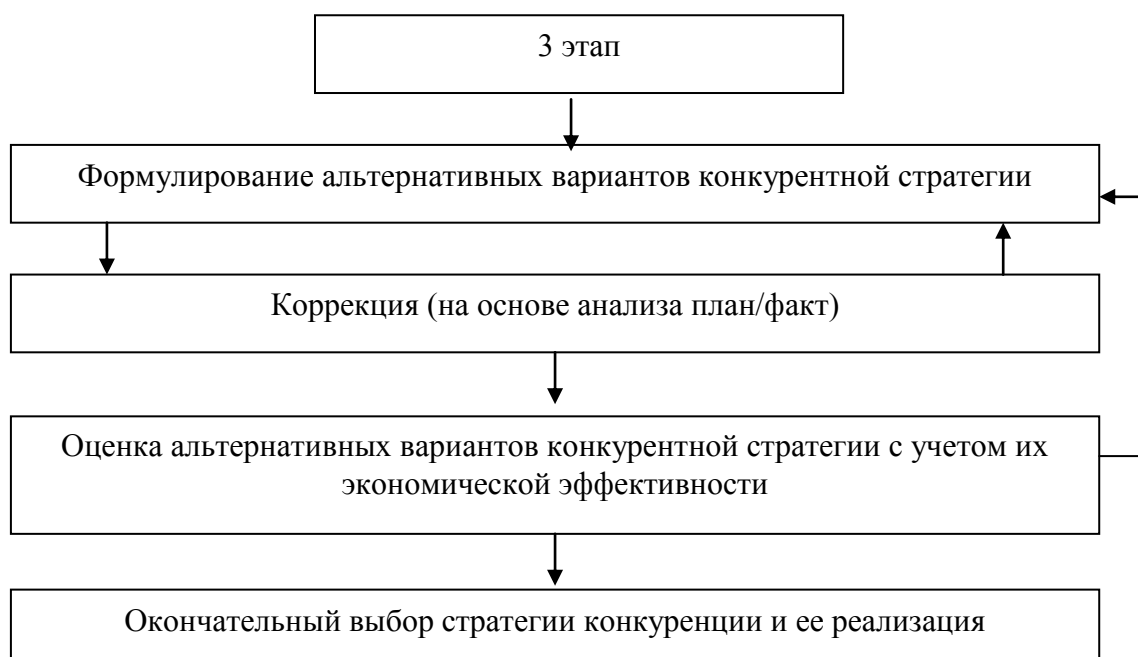 3 этап
Формулирование альтернативных вариантов конкурентной стратегии
Коррекция (на основе анализа план/факт)
Оценка альтернативных вариантов конкурентной стратегии с учетом их
экономической эффективности
Окончательный выбор стратегии конкуренции и ее реализация